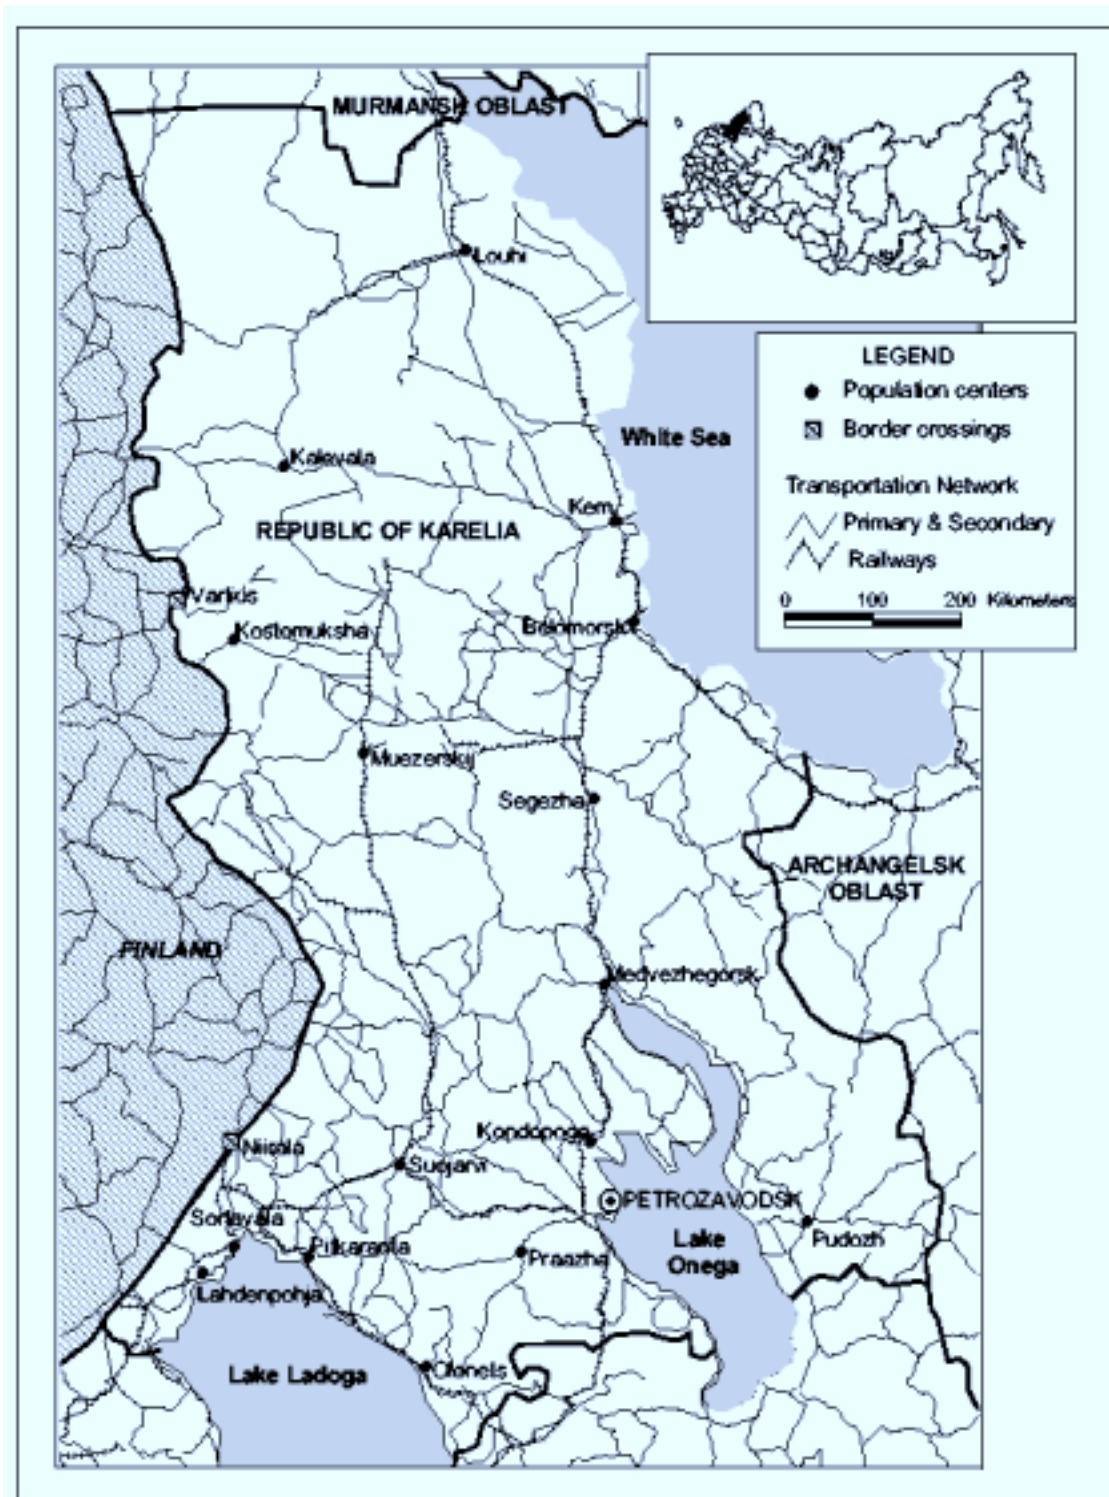 MURMANSK OBLAST
Louhi
LEGEND
Population centers
Border crossings
Transportation Network
Primary & Secondary
Railways
0 100 200 Kilometers
White Sea
Kalevala
Kem
REPUBLIC OF KARELIA
Kostomuksha
Belomorsk
Muezerskij
Segezha
ARCHANGELSK
OBLAST
FINLAND
Medvezhegorsk
Kondopoga
Niirala
Suojarvi
PETROZAVODSK
Sortavala
Pitkaranta
Praazha
Lake
Onega
Pudozh
Lahdenpohja
Lake Ladoga
Olonets